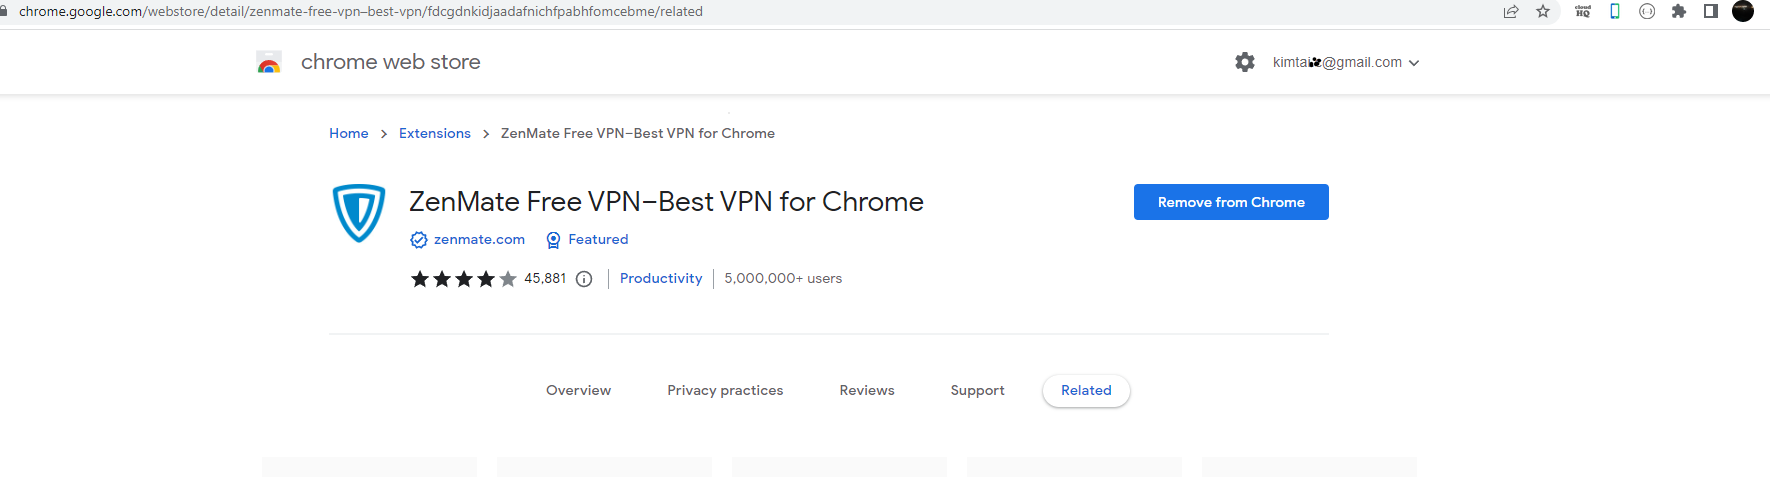 chrome.google.com/webstore/detail/zenmate-free-vpn–best-vpn/fdcgdnkidjaadafnichfpabhfomcebme/related
cloud
HQ
chrome web store
@gmail.com
Home > Extensions > ZenMate Free VPN–Best VPN for Chrome
ZenMate Free VPN–Best VPN for Chrome
Remove from Chrome
zenmate.com Featured
45,881 Productivity 5,000,000+ users
Overview Privacy practices Reviews Support Related